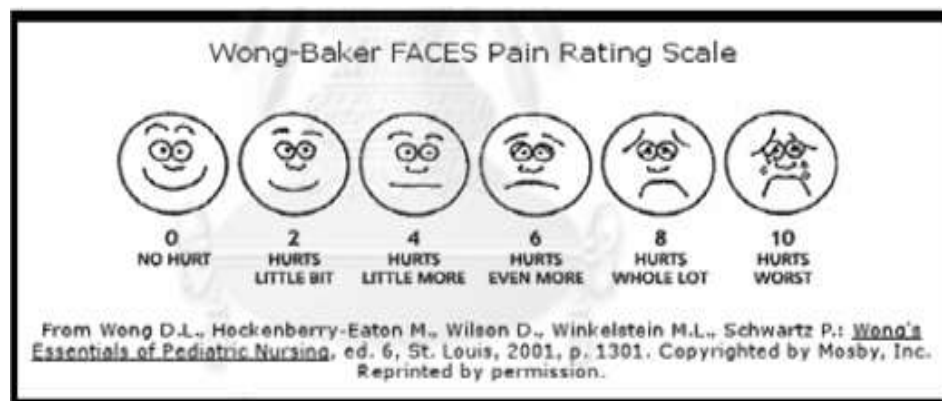 Wong-Baker FACES Pain Rating Scale
0 2 4 6 8 10
NO HURT HURTS HURTS HURTS HURTS HURTS
LITTLE BIT LITTLE MORE EVEN MORE WHOLE LOT WORST
From Wong D.L., Hockenberry-Eaton M., Wilson D., Winkelstein M.L., Schwartz P.: Wong's
Essentials of Pediatric Nursing, ed. 6, St. Louis, 2001, p. 1301. Copyrighted by Mosby, Inc.
Reprinted by permission.